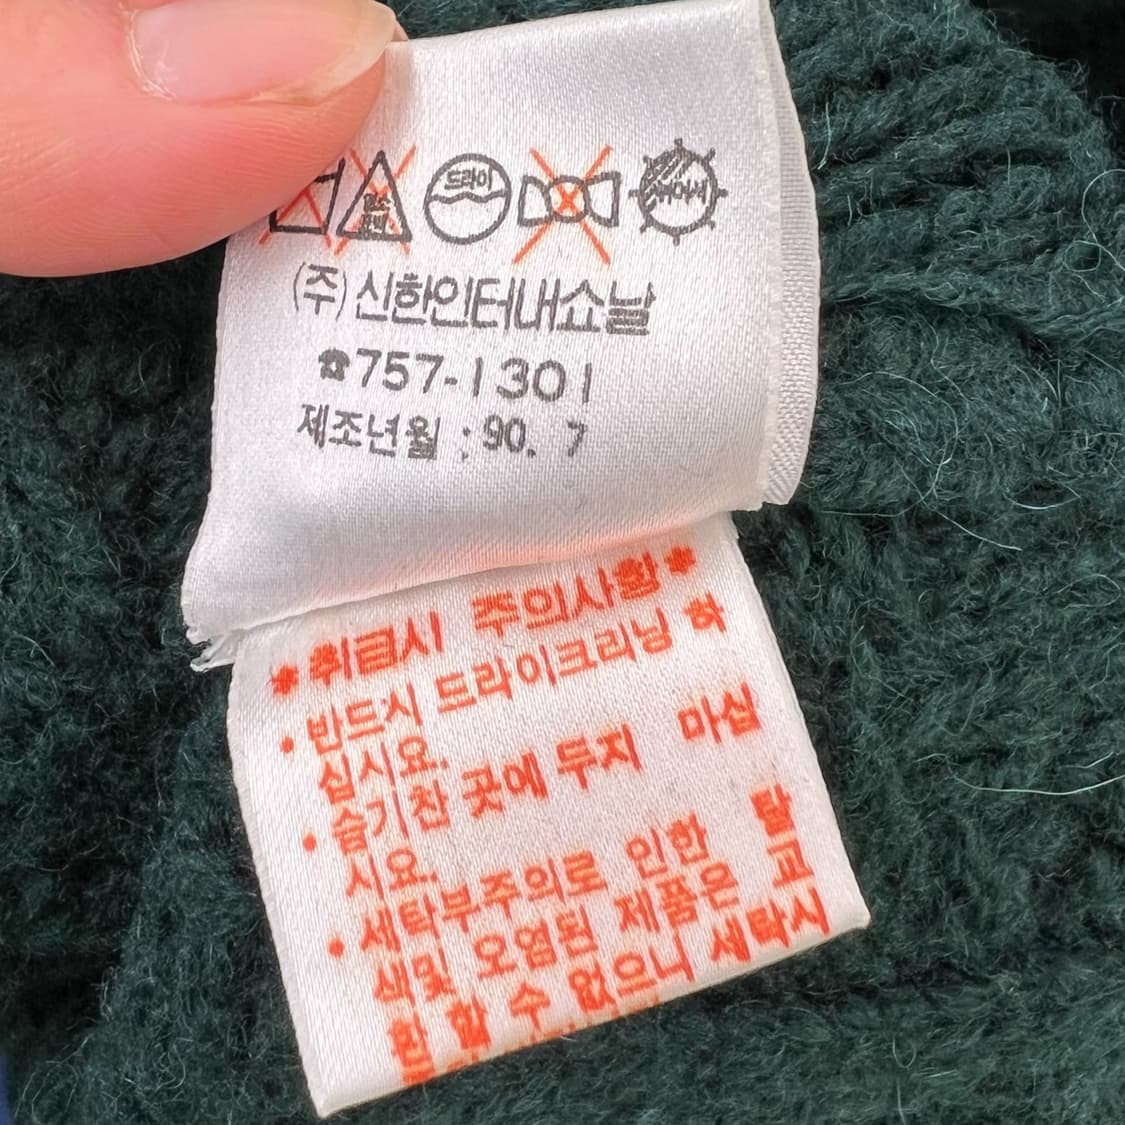 드라이
(주)신한인터내쇼날
☎757-1301
제조년월 : 90. 7
*취급시 주의사항*
• 반드시 드라이크리닝 하
십시요.
• 습기찬 곳에 두지 마십
시요.
• 세탁부주의로 인한 탈
색및 오염된 제품은 교
환 할 수 없으니 세탁시